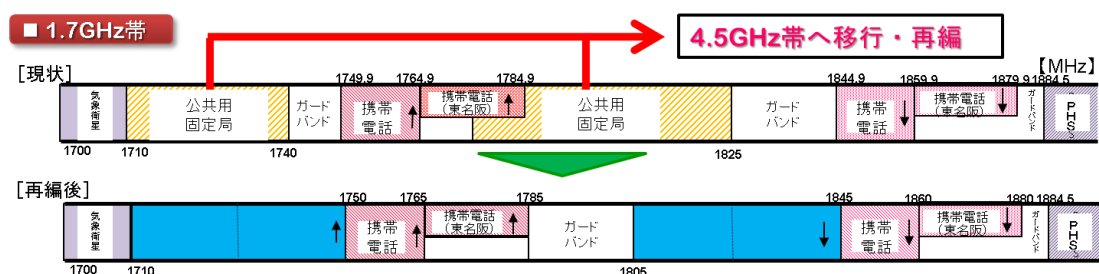 ■ 1.7GHz帯
4.5GHz帯へ移行・再編
[現状]
【MHz】
1749.9 1764.9 1784.9 1844.9 1859.9 1879.9 1884.5
気象衛星
公共用
固定局
ガード
バンド
携帯
電話
携帯電話
(東名阪)
公共用
固定局
ガード
バンド
携帯
電話
携帯電話
(東名阪)
ガードバンド
PHS
1700 1710 1740 1825
[再編後]
1750 1765 1785 1845 1860 1880 1884.5
気象衛星
携帯
電話
携帯電話
(東名阪)
ガード
バンド
携帯
電話
携帯電話
(東名阪)
ガードバンド
PHS
1700 1710 1805